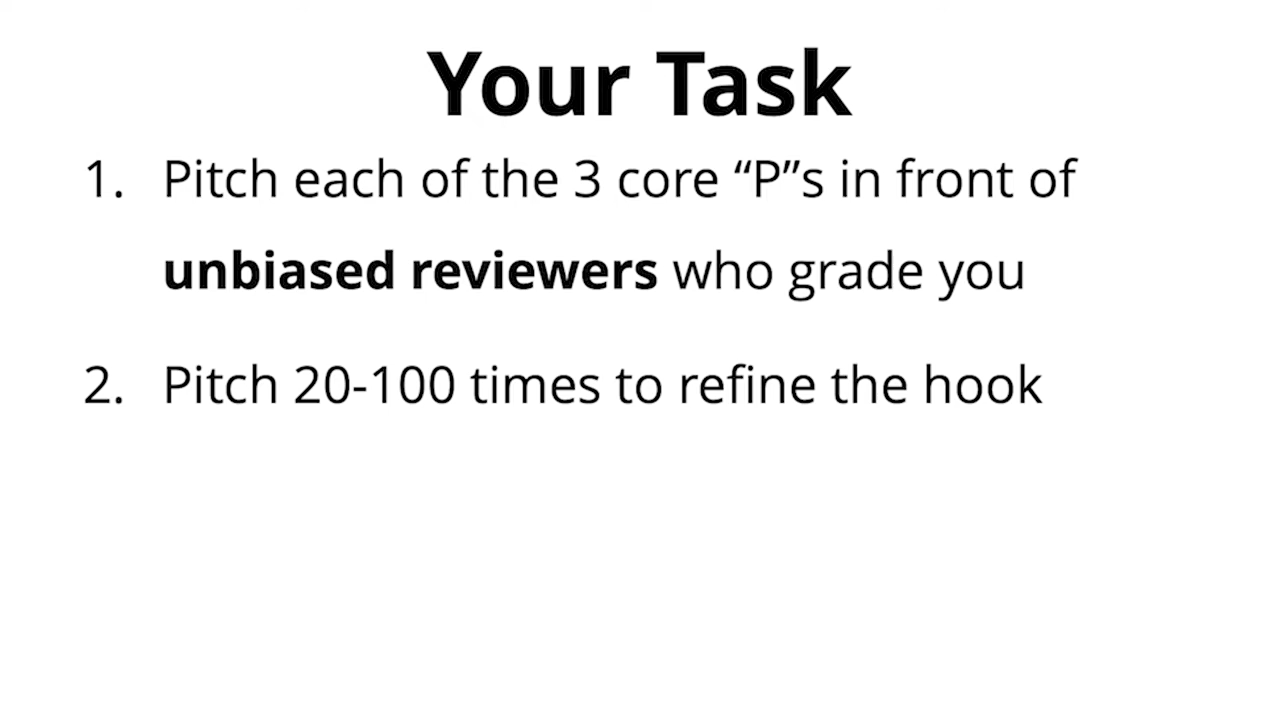 Your Task
1. Pitch each of the 3 core “P”s in front of
unbiased reviewers who grade you
2. Pitch 20-100 times to refine the hook